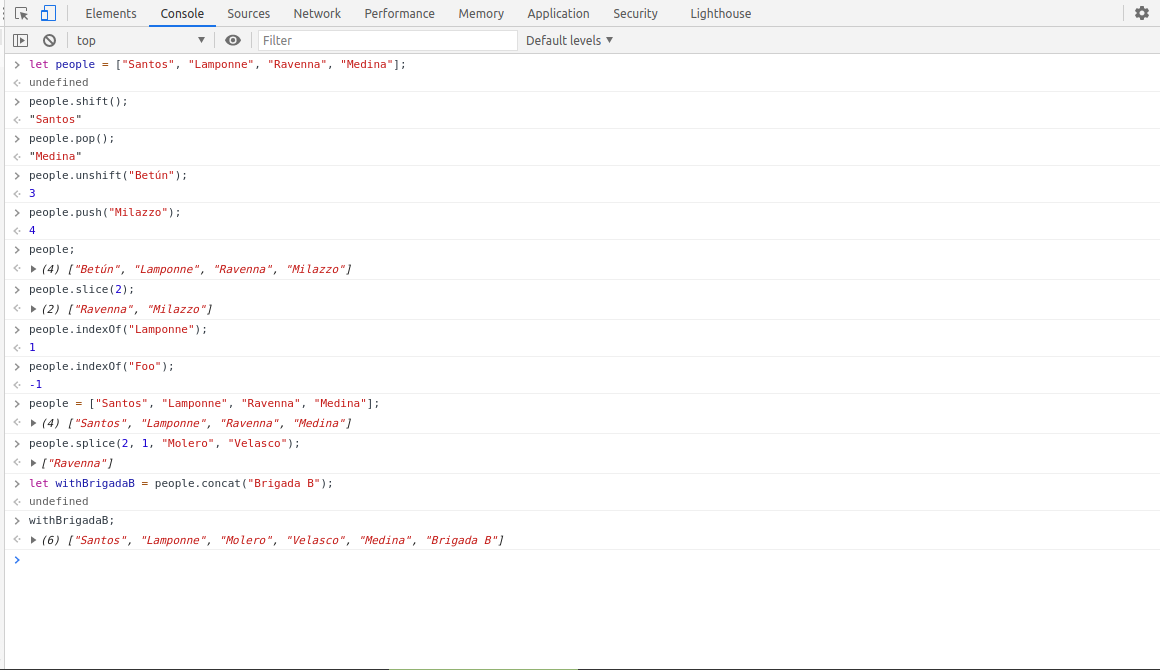 Elements Console Sources Network Performance Memory Application Security Lighthouse
top Filter Default levels
let people = ["Santos", "Lamponne", "Ravenna", "Medina"];
undefined
people.shift();
"Santos"
people.pop();
"Medina"
people.unshift("Betún");
3
people.push("Milazzo");
4
people;
(4) ["Betún", "Lamponne", "Ravenna", "Milazzo"]
people.slice(2);
(2) ["Ravenna", "Milazzo"]
people.indexOf("Lamponne");
1
people.indexOf("Foo");
-1
people = ["Santos", "Lamponne", "Ravenna", "Medina"];
(4) ["Santos", "Lamponne", "Ravenna", "Medina"]
people.splice(2, 1, "Molero", "Velasco");
["Ravenna"]
let withBrigadaB = people.concat("Brigada B");
undefined
withBrigadaB;
(6) ["Santos", "Lamponne", "Molero", "Velasco", "Medina", "Brigada B"]